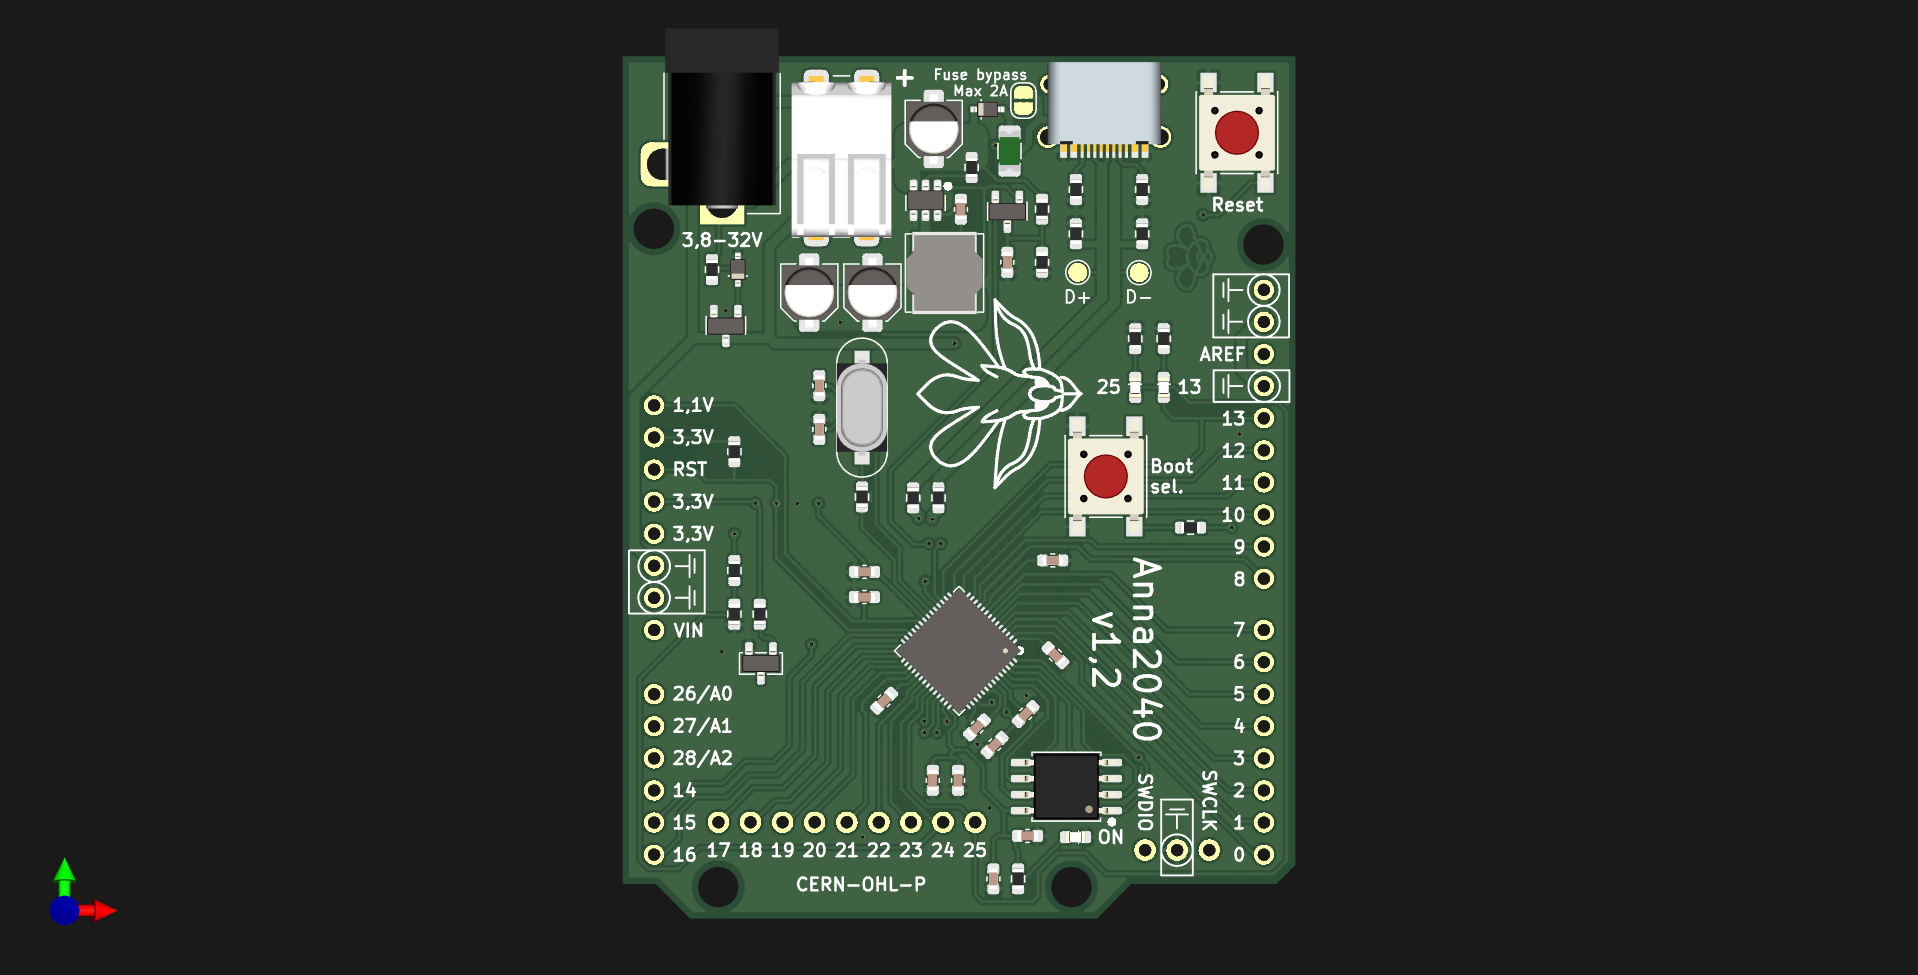 +
Fuse bypass
Max 2A
Reset
3,8-32V
D+
D-
AREF
25
13
1,1V
3,3V
RST
3,3V
3,3V
VIN
26/A0
27/A1
28/A2
14
15
16
13
12
11
10
9
8
7
6
5
4
3
2
1
0
Boot
sel.
Anna2040
v1,2
SWDIO
SWCLK
ON
17 18 19 20 21 22 23 24 25
CERN-OHL-P